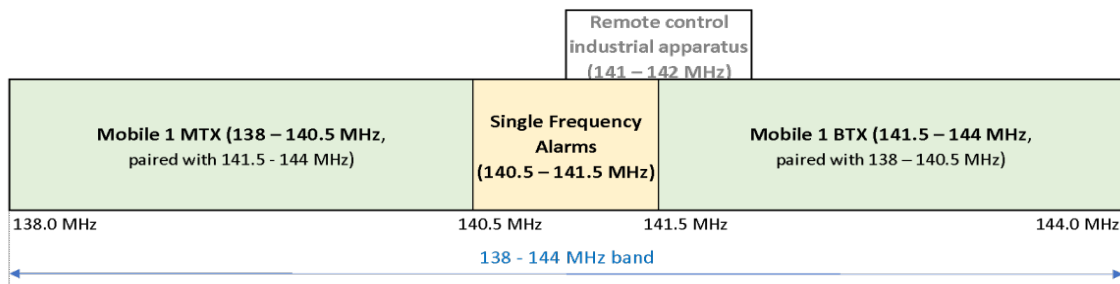 Remote control
industrial apparatus
(141 – 142 MHz)
Mobile 1 MTX (138 – 140.5 MHz,
paired with 141.5 - 144 MHz)
Single Frequency
Alarms
(140.5 – 141.5 MHz)
Mobile 1 BTX (141.5 – 144 MHz,
paired with 138 – 140.5 MHz)
138.0 MHz
140.5 MHz
141.5 MHz
144.0 MHz
138 - 144 MHz band